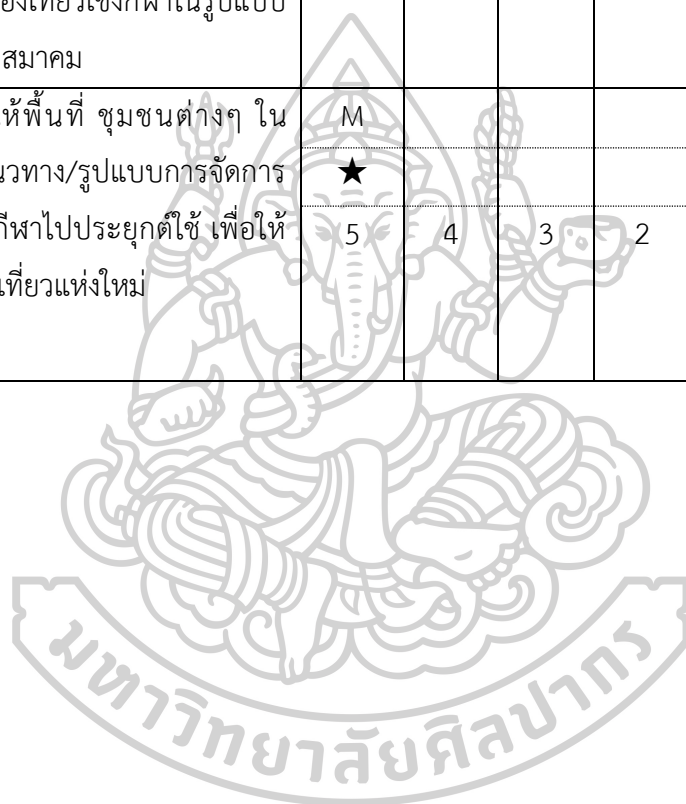 องเที่ยวเชิงกีฬาในรูปแบบ
สมาคม
ห้พื้นที่ ชุมชนต่างๆ ใน M
นวทาง/รูปแบบการจัดการ ★
กีฬาไปประยุกต์ใช้ เพื่อให้ 5 4 3 2
เที่ยวแห่งใหม่
มหาวิทยาลัยศิลปากร